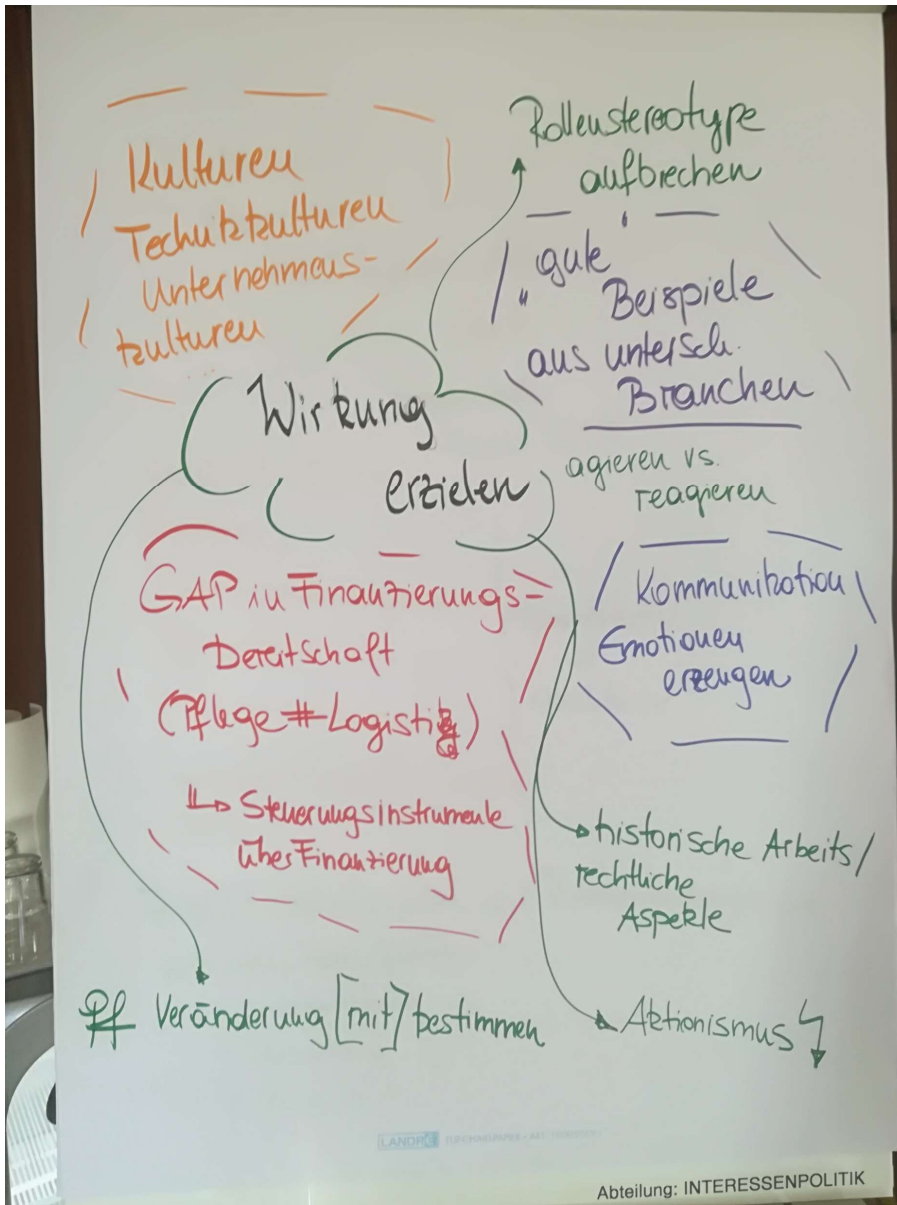 Kulturen
Technikkulturen
Unternehmens-
kulturen
Rollenstereotype
aufbrechen
"gute"
Beispiele
aus untersch.
Branchen
Wirkung
erzielen
agieren vs.
reagieren
GAP in Finanzierungs-
bereitschaft
(Pflege # Logistik)
↳ Steuerungsinstrumente
über Finanzierung
Kommunikation
Emotionen
erzeugen
historische Arbeits/
rechtliche
Aspekte
Veränderung [mit] bestimmen
Aktionismus
LANDRÉ
Abteilung: INTERESSENPOLITIK